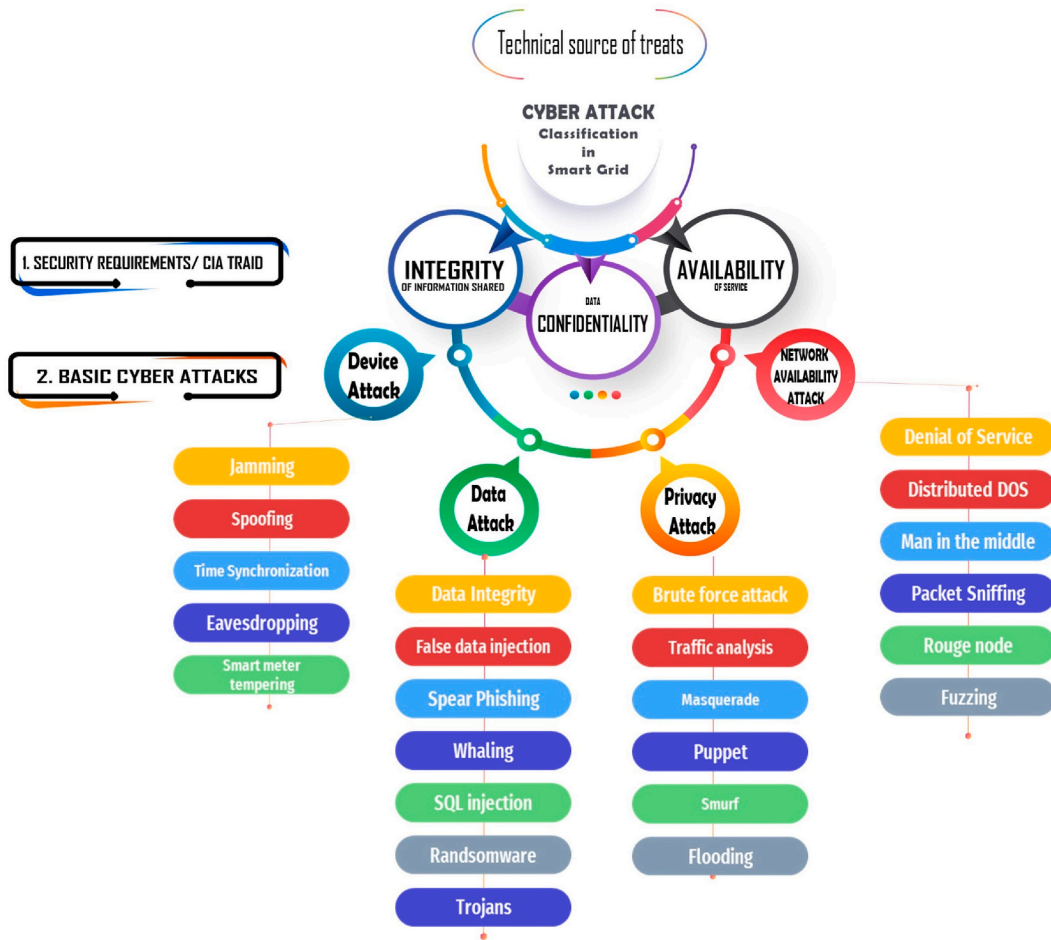 Technical source of treats
CYBER ATTACK
Classification
in
Smart Grid
1. SECURITY REQUIREMENTS/ CIA TRAID
INTEGRITY
OF INFORMATION SHARED
DATA
CONFIDENTIALITY
AVAILABILITY
OF SERVICE
2. BASIC CYBER ATTACKS
Device
Attack
Jamming
Spoofing
Time Synchronization
Eavesdropping
Smart meter
tempering
Data
Attack
Data Integrity
False data injection
Spear Phishing
Whaling
SQL injection
Randsomware
Trojans
Privacy
Attack
Brute force attack
Traffic analysis
Masquerade
Puppet
Smurf
Flooding
NETWORK
AVAILABILITY
ATTACK
Denial of Service
Distributed DOS
Man in the middle
Packet Sniffing
Rouge node
Fuzzing